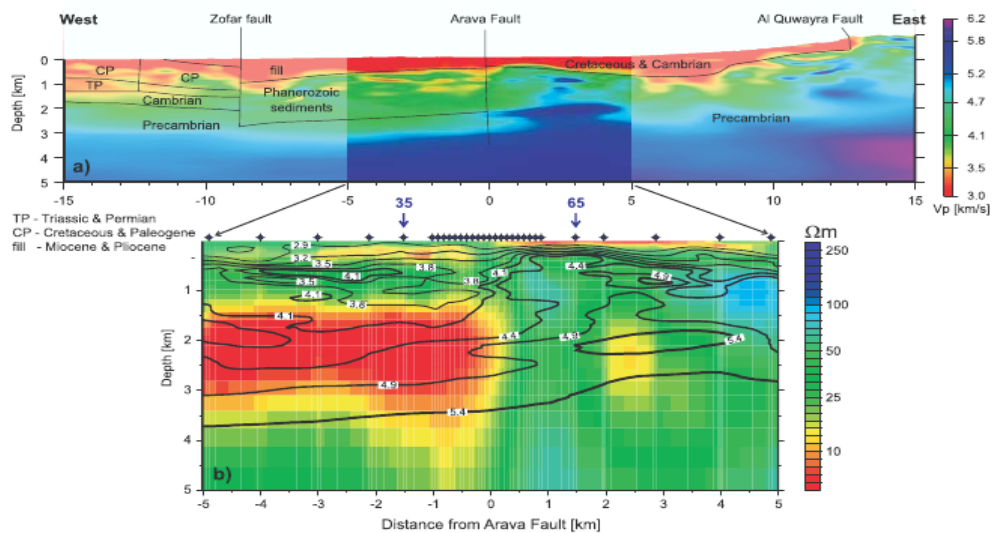 West Zofar fault Arava Fault Al Quwayra Fault East
6.2
5.8
5.2
4.7
4.1
3.5
3.0
Vp [km/s]
0
1
2
3
4
5
Depth [km]
CP
TP
CP
fill
Cambrian
Precambrian
Phanerozoic
sediments
Cretaceous & Cambrian
Precambrian
a)
-15 -10 -5 0 5 10 15
TP - Triassic & Permian
CP - Cretaceous & Paleogene
fill - Miocene & Pliocene
35 65
Ωm
250
100
50
25
10
1
2
3
4
5
Depth [km]
2.9
3.2
3.5
4.1
3.5
4.1
3.8
3.8
3.8
4.1
4.4
4.9
4.1
4.4
4.9
5.4
4.9
5.4
b)
-5 -4 -3 -2 -1 0 1 2 3 4 5
Distance from Arava Fault [km]